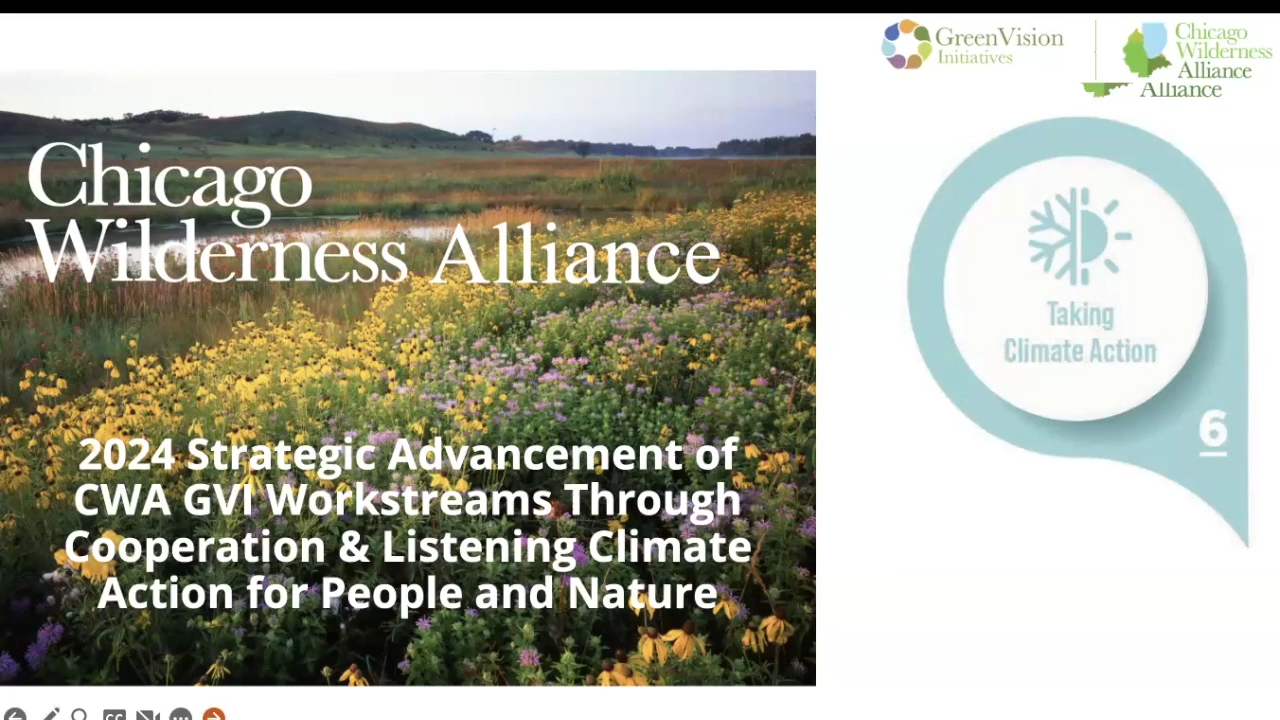 GreenVision
Initiatives
Chicago
Wilderness
Alliance
Alliance
Chicago
Wilderness Alliance
2024 Strategic Advancement of
CWA GVI Workstreams Through
Cooperation & Listening Climate
Action for People and Nature
Taking
Climate Action
6
CC